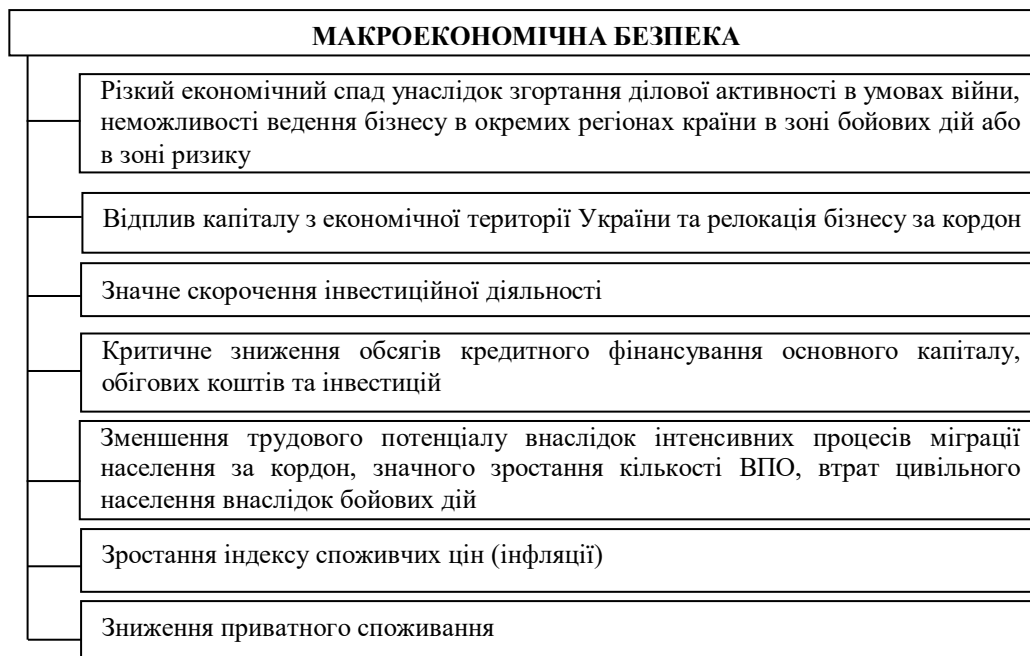 МАКРОЕКОНОМІЧНА БЕЗПЕКА
Різкий економічний спад унаслідок згортання ділової активності в умовах війни,
неможливості ведення бізнесу в окремих регіонах країни в зоні бойових дій або
в зоні ризику
Відплив капіталу з економічної території України та релокація бізнесу за кордон
Значне скорочення інвестиційної діяльності
Критичне зниження обсягів кредитного фінансування основного капіталу,
обігових коштів та інвестицій
Зменшення трудового потенціалу внаслідок інтенсивних процесів міграції
населення за кордон, значного зростання кількості ВПО, втрат цивільного
населення внаслідок бойових дій
Зростання індексу споживчих цін (інфляції)
Зниження приватного споживання